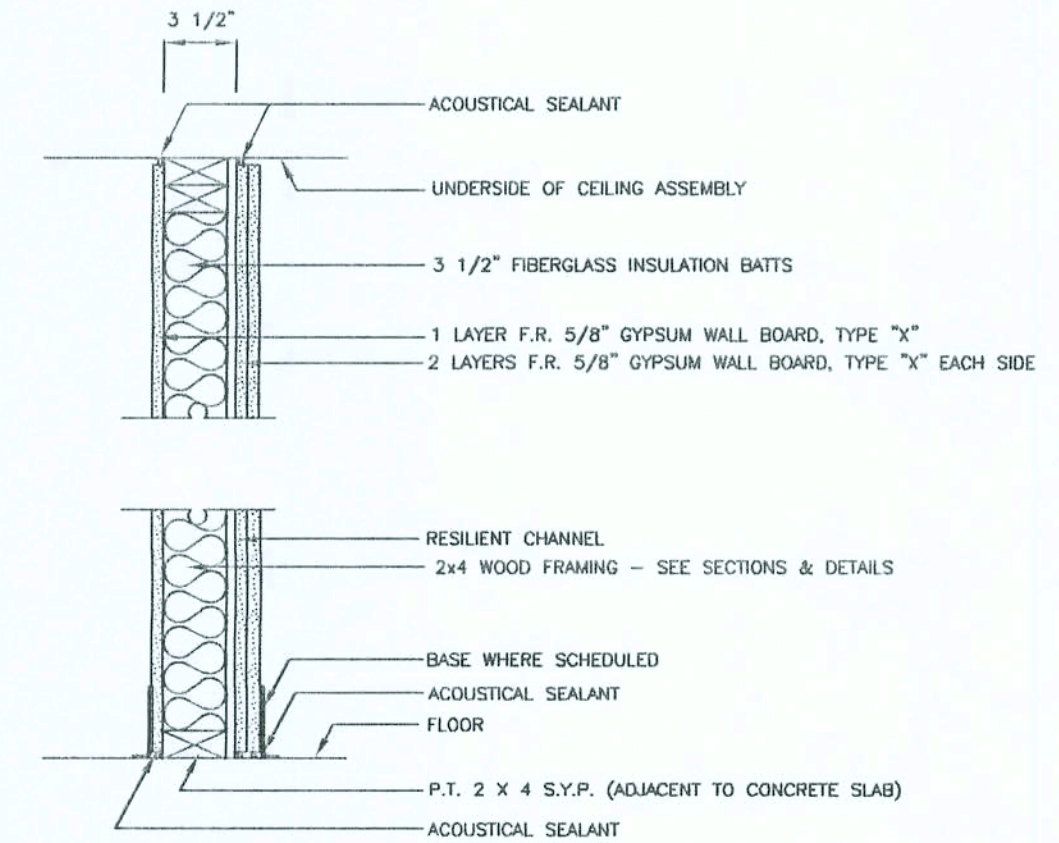 3 1/2"
ACOUSTICAL SEALANT
UNDERSIDE OF CEILING ASSEMBLY
3 1/2" FIBERGLASS INSULATION BATTS
1 LAYER F.R. 5/8" GYPSUM WALL BOARD, TYPE "X"
2 LAYERS F.R. 5/8" GYPSUM WALL BOARD, TYPE "X" EACH SIDE
RESILIENT CHANNEL
2x4 WOOD FRAMING – SEE SECTIONS & DETAILS
BASE WHERE SCHEDULED
ACOUSTICAL SEALANT
FLOOR
P.T. 2 X 4 S.Y.P. (ADJACENT TO CONCRETE SLAB)
ACOUSTICAL SEALANT